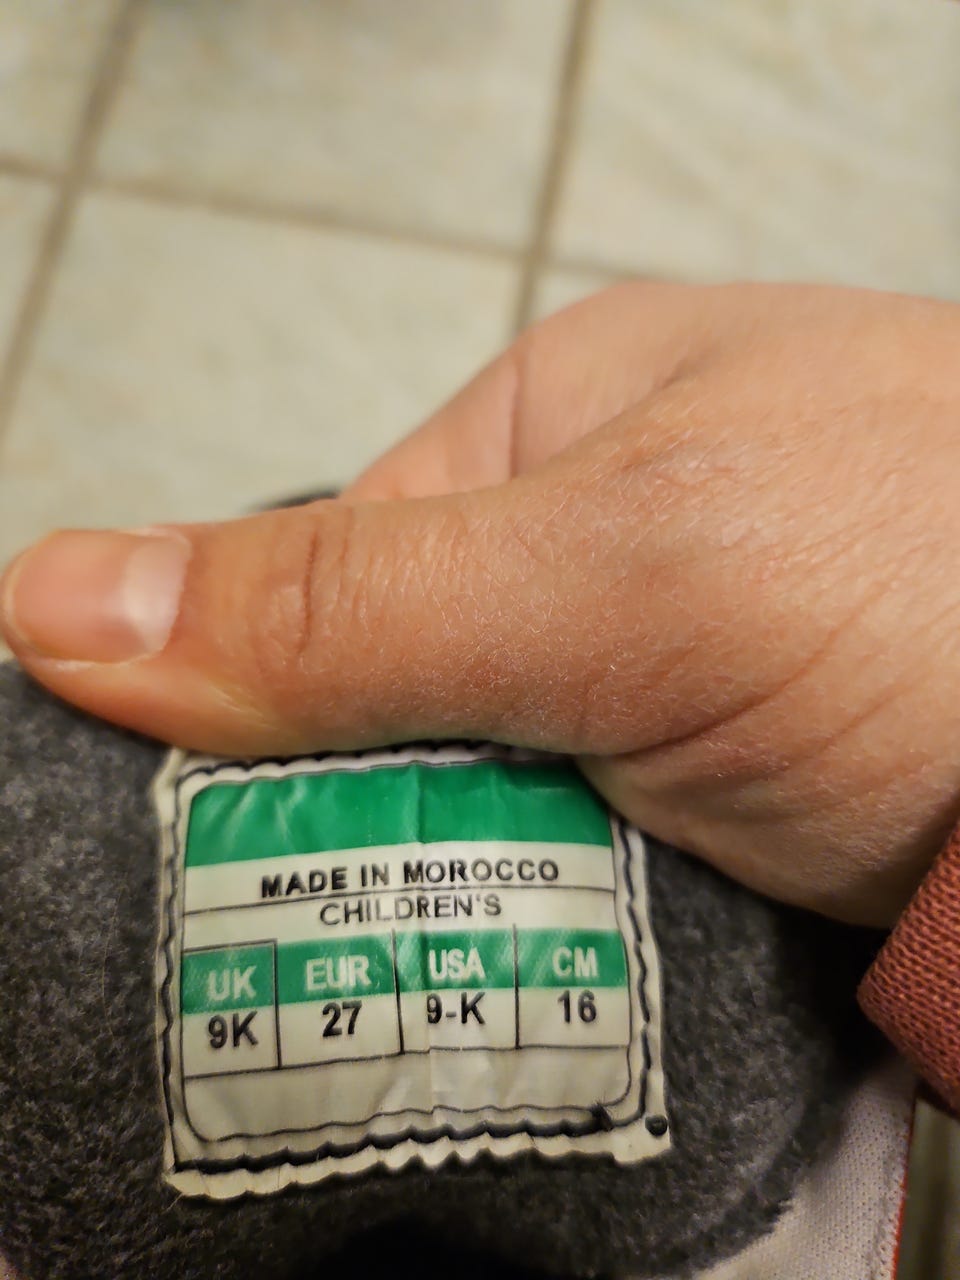 MADE IN MOROCCO
CHILDREN'S
UK EUR USA CM
9K 27 9-K 16